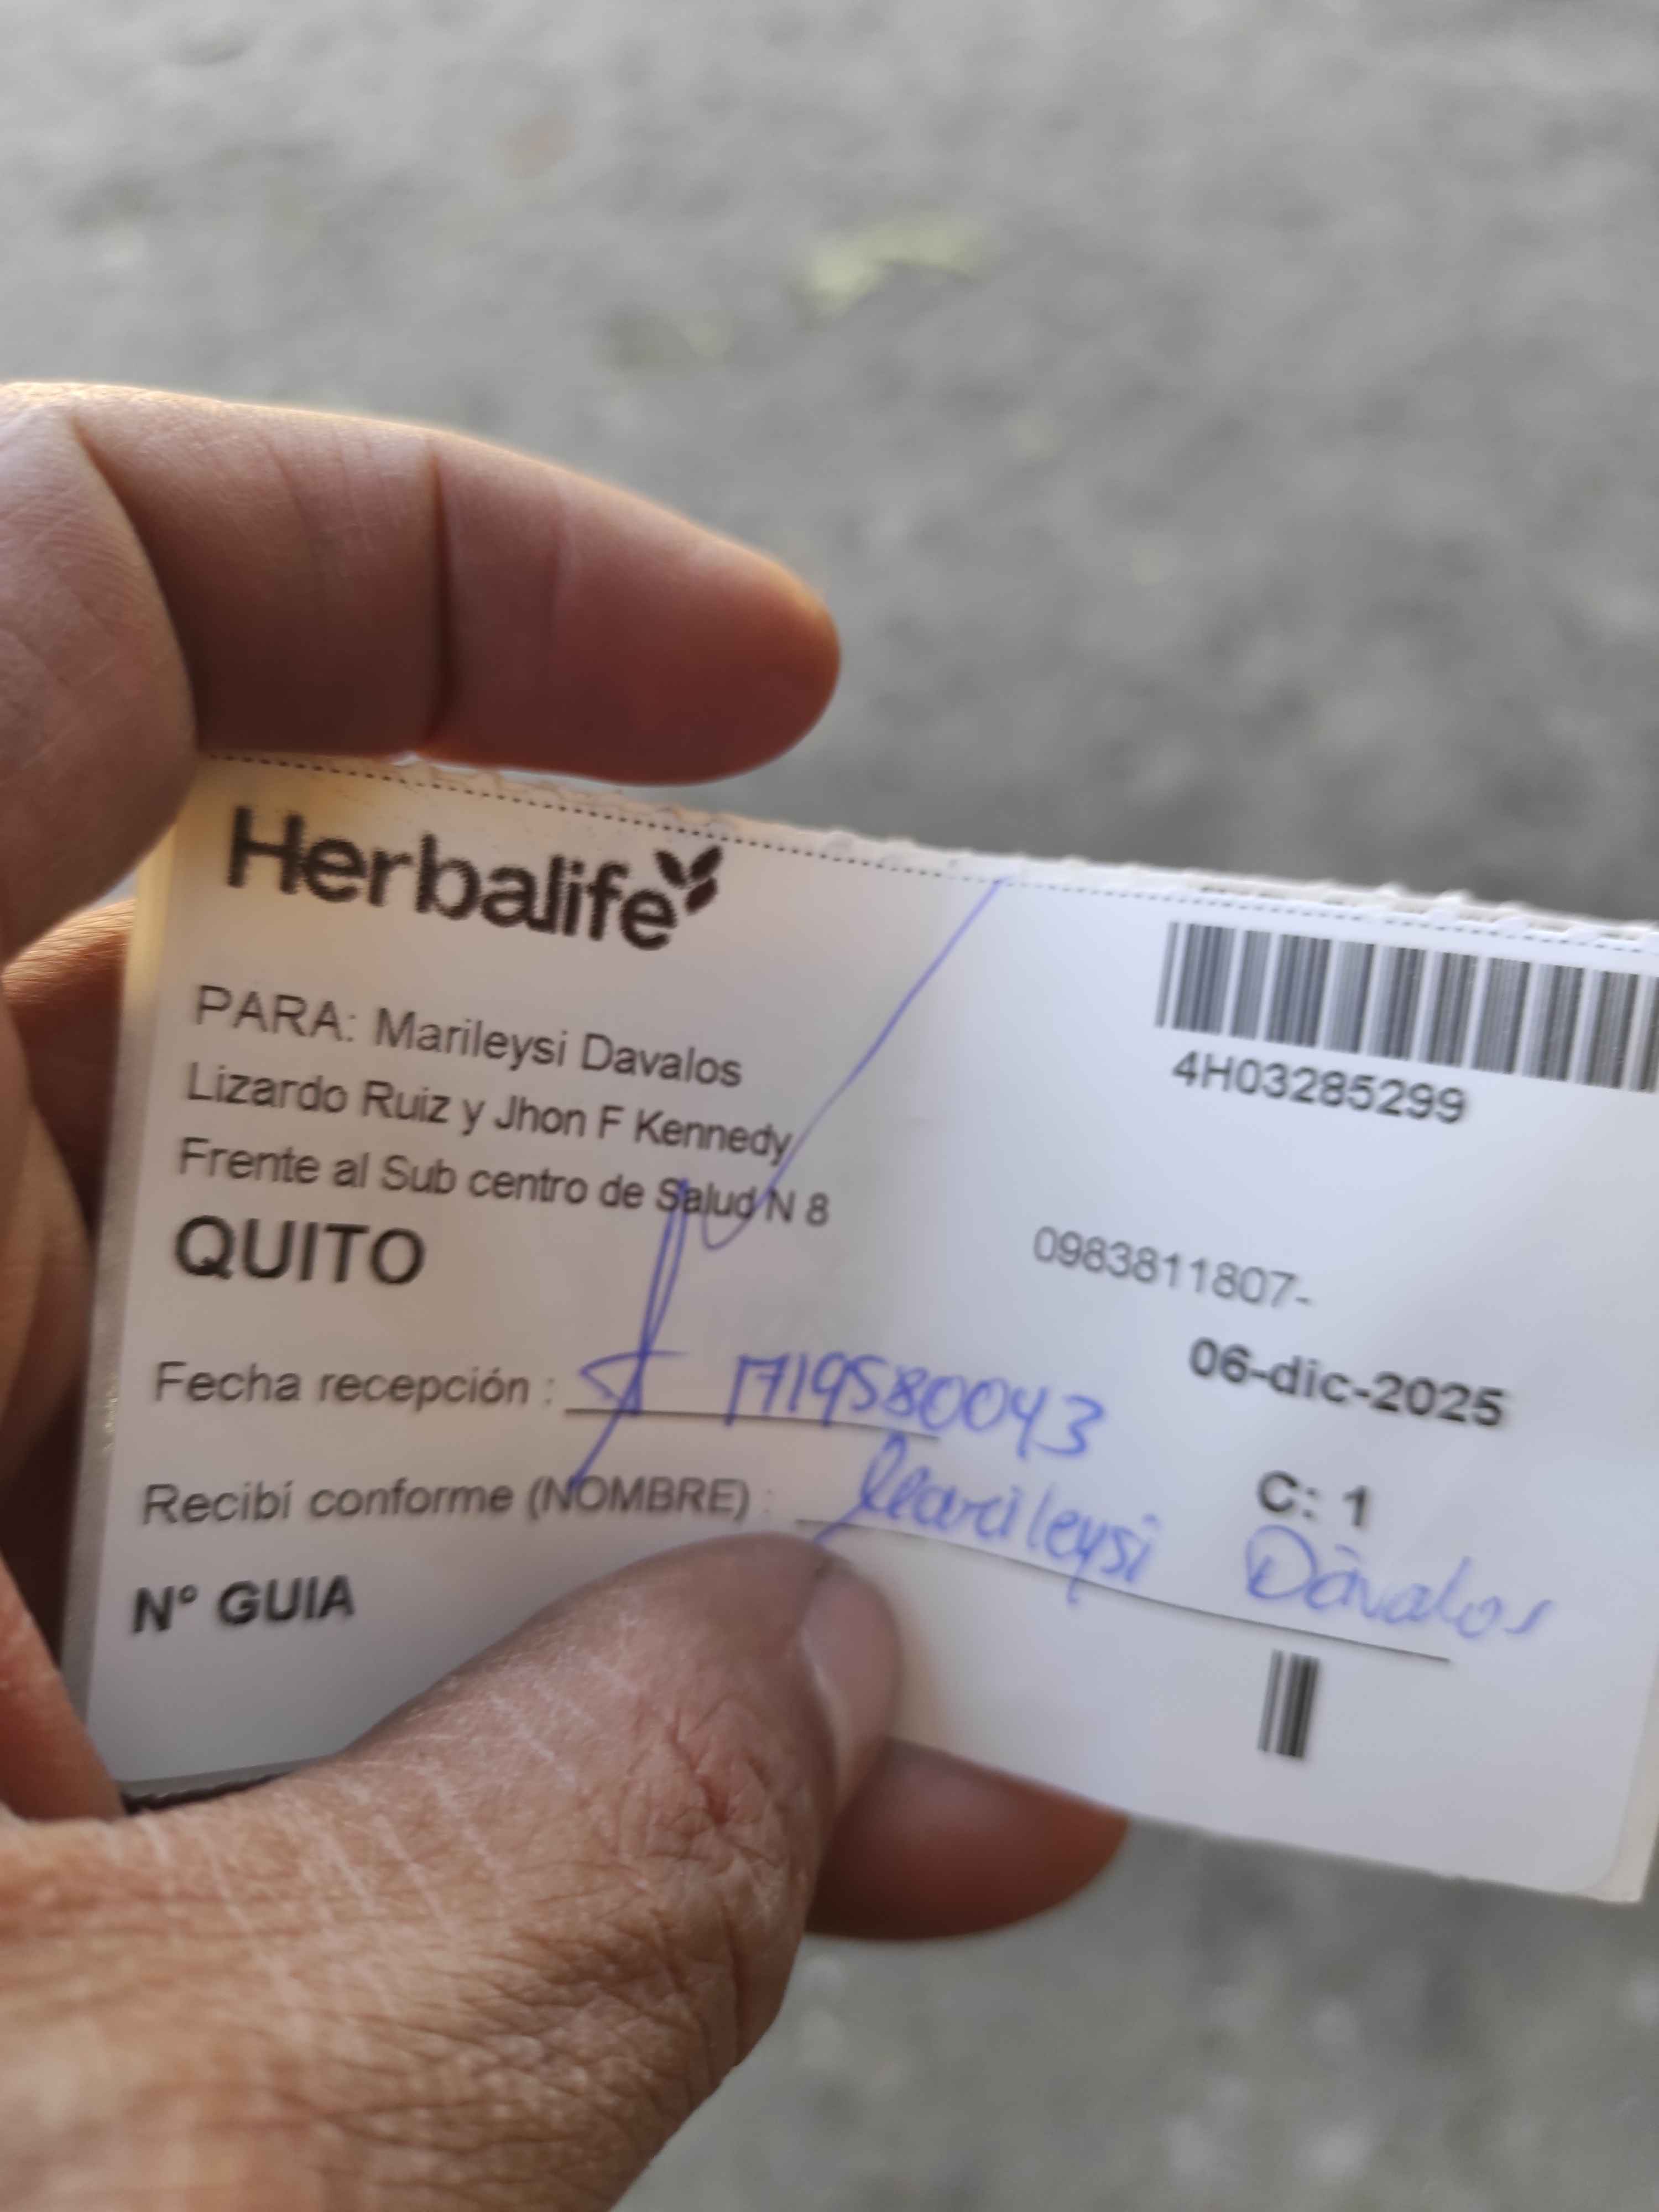 Herbalife
4H03285299
PARA: Marileysi Davalos
Lizardo Ruiz y Jhon F Kennedy
Frente al Sub centro de Salud N 8
QUITO
0983811807-
06-dic-2025
Fecha recepción : 1719580043
C: 1
Recibí conforme (NOMBRE) : Marileysi Dàvalos
N° GUIA